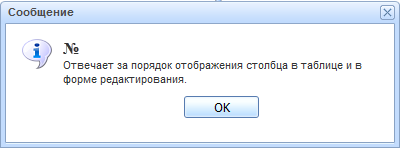 Сообщение
№
Отвечает за порядок отображения столбца в таблице и в
форме редактирования.
OK